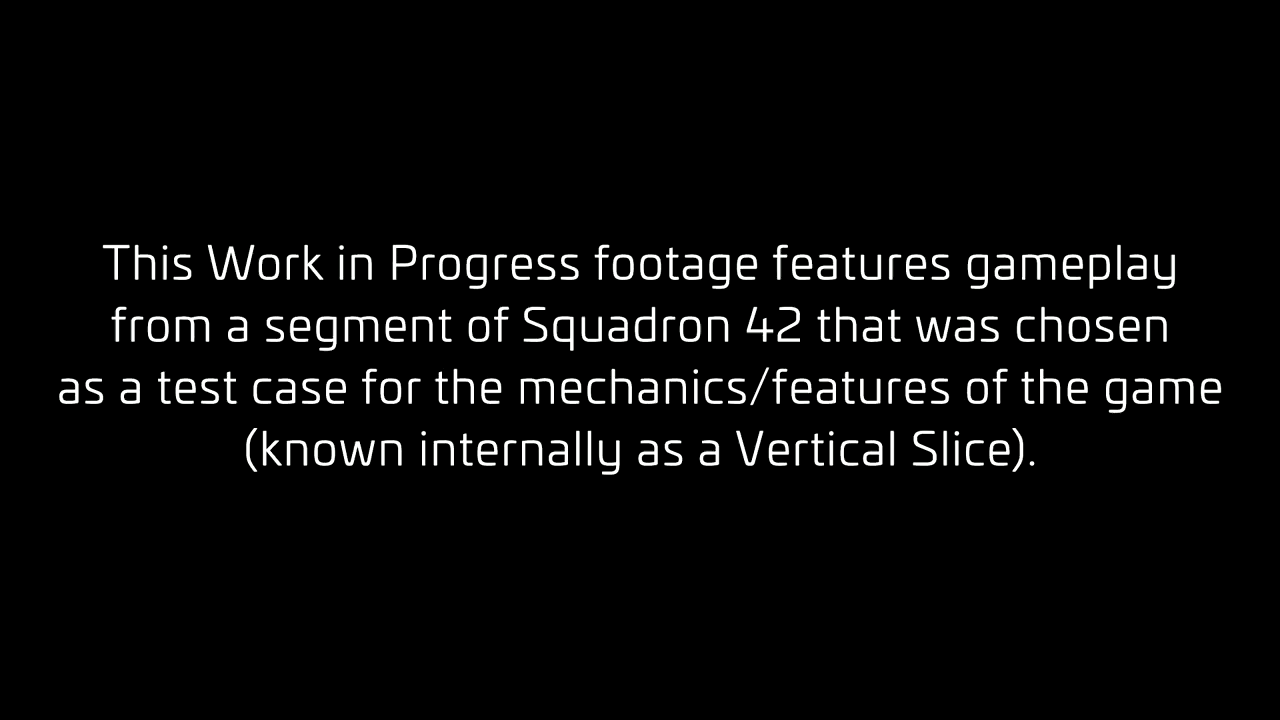 This Work in Progress footage features gameplay
from a segment of Squadron 42 that was chosen
as a test case for the mechanics/features of the game
(known internally as a Vertical Slice).